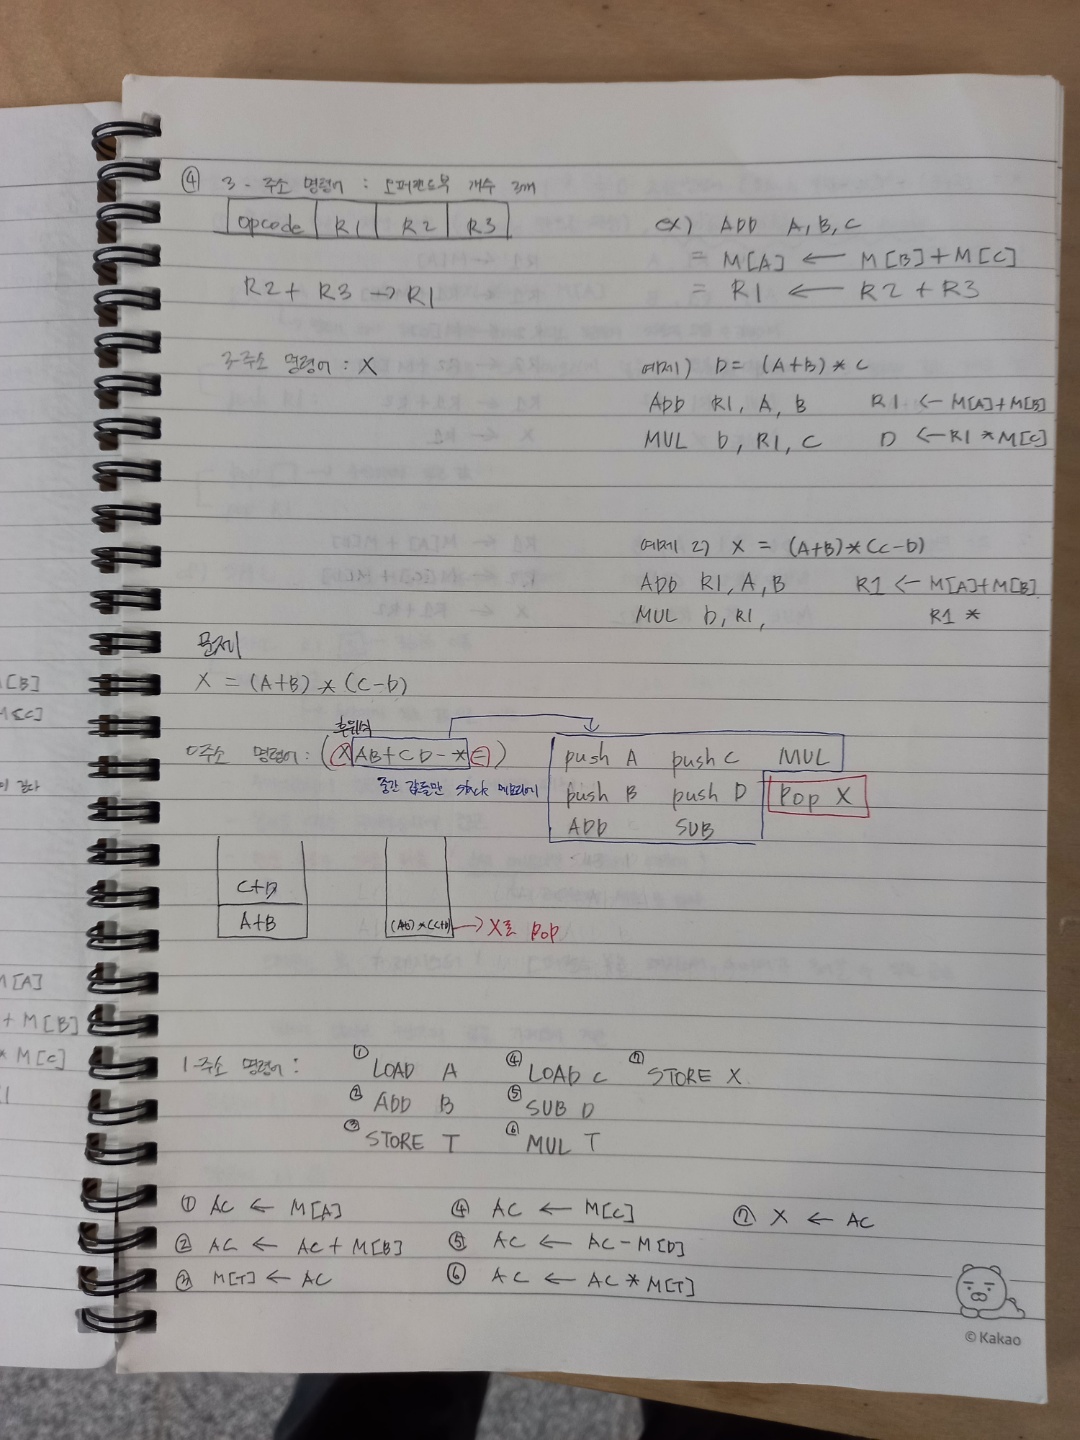 ④ 3-주소 명령어 : 오퍼랜드의 개수 3개
opcode R1 R2 R3
ex) ADD A, B, C
= M[A] ← M[B] + M[C]
R2 + R3 → R1
= R1 ← R2 + R3
3-주소 명령어 : X
예제1) D = (A+B) * C
ADD R1, A, B R1 ← M[A]+M[B]
MUL D, R1, C D ← R1 * M[C]
예제 2) X = (A+B)*(C-D)
ADD R1, A, B R1 ← M[A]+M[B]
MUL D, R1, R1 *
문제
X = (A+B) * (C-D)
후위식
0주소 명령어 : (X AB+CD-* =)
중간 값들만 stack 메모리에
push A push C MUL
push B push D Pop X
ADD SUB
C+D
A+B
(A+B)*(C+D) → X로 pop
1-주소 명령어 :
① LOAD A ④ LOAD C ⑦ STORE X
② ADD B ⑤ SUB D
③ STORE T ⑥ MUL T
① AC ← M[A] ④ AC ← M[C] ⑦ X ← AC
② AC ← AC + M[B] ⑤ AC ← AC - M[D]
③ M[T] ← AC ⑥ AC ← AC * M[T]
© Kakao
[B]
M[C]
이 같다
M[A]
+ M[B]
* M[C]